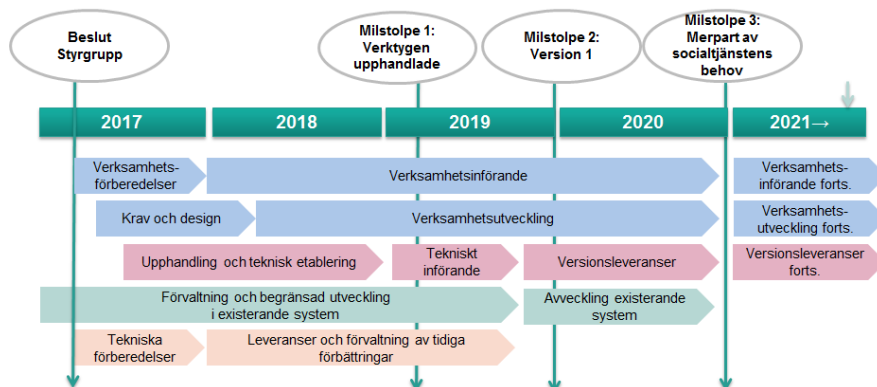 Beslut
Styrgrupp
Milstolpe 1:
Verktygen
upphandlade
Milstolpe 2:
Version 1
Milstolpe 3:
Merpart av
socialtjänstens
behov
2017
2018
2019
2020
2021→
Verksamhets-
förberedelser
Verksamhetsinförande
Verksamhets-
införande forts.
Krav och design
Verksamhetsutveckling
Verksamhets-
utveckling forts.
Upphandling och teknisk etablering
Tekniskt
införande
Versionsleveranser
Versionsleveranser
forts.
Förvaltning och begränsad utveckling
i existerande system
Avveckling existerande
system
Tekniska
förberedelser
Leveranser och förvaltning av tidiga
förbättringar